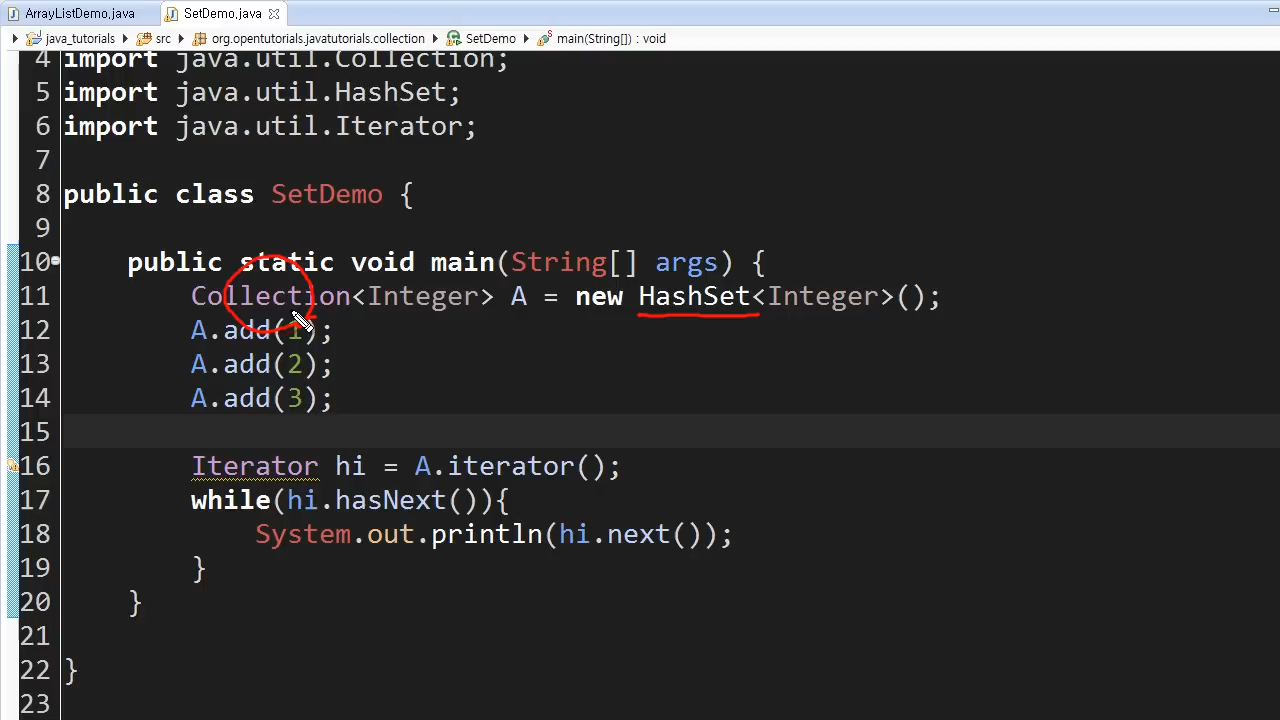 ArrayListDemo.java SetDemo.java
java_tutorials src org.opentutorials.javatutorials.collection SetDemo main(String[]) : void
4 import java.util.Collection;
5 import java.util.HashSet;
6 import java.util.Iterator;
7
8 public class SetDemo {
9
10 public static void main(String[] args) {
11 Collection<Integer> A = new HashSet<Integer>();
12 A.add(1);
13 A.add(2);
14 A.add(3);
15
16 Iterator hi = A.iterator();
17 while(hi.hasNext()){
18 System.out.println(hi.next());
19 }
20 }
21
22 }
23